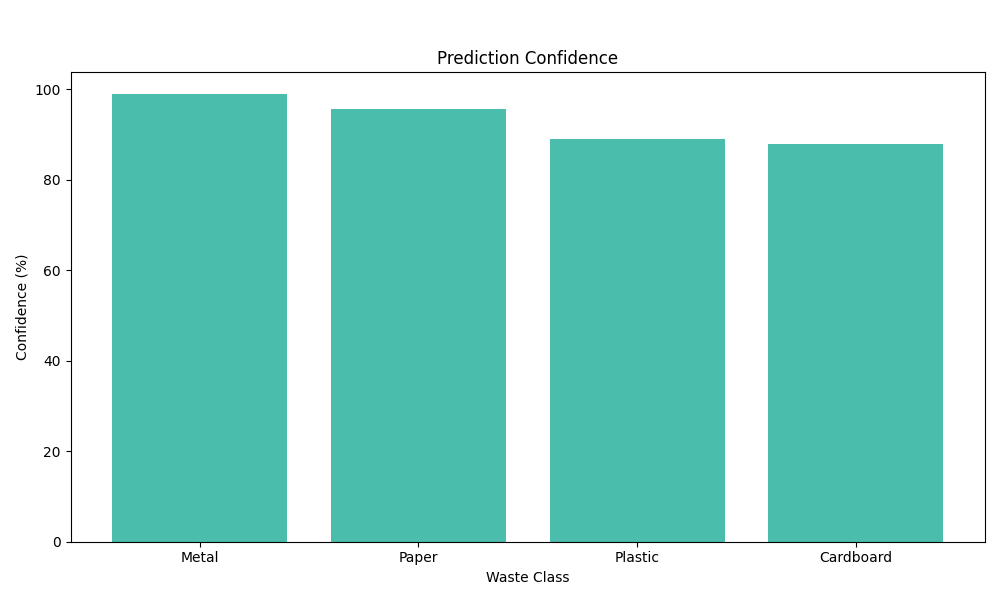 Prediction Confidence
100
80
60
40
20
0
Confidence (%)
Metal Paper Plastic Cardboard
Waste Class